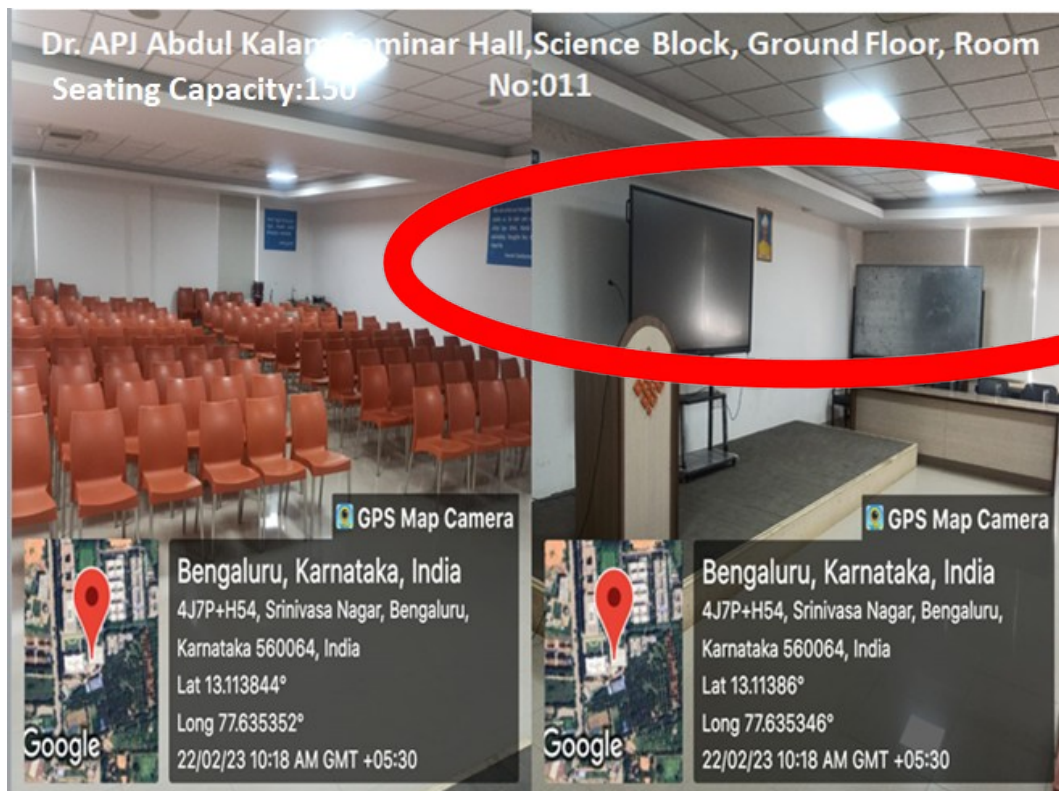 Dr. APJ Abdul Kalam Seminar Hall,Science Block, Ground Floor, Room
Seating Capacity:150 No:011
GPS Map Camera
Bengaluru, Karnataka, India
4J7P+H54, Srinivasa Nagar, Bengaluru,
Karnataka 560064, India
Lat 13.113844°
Long 77.635352°
22/02/23 10:18 AM GMT +05:30
Google
GPS Map Camera
Bengaluru, Karnataka, India
4J7P+H54, Srinivasa Nagar, Bengaluru,
Karnataka 560064, India
Lat 13.11386°
Long 77.635346°
22/02/23 10:18 AM GMT +05:30
Google